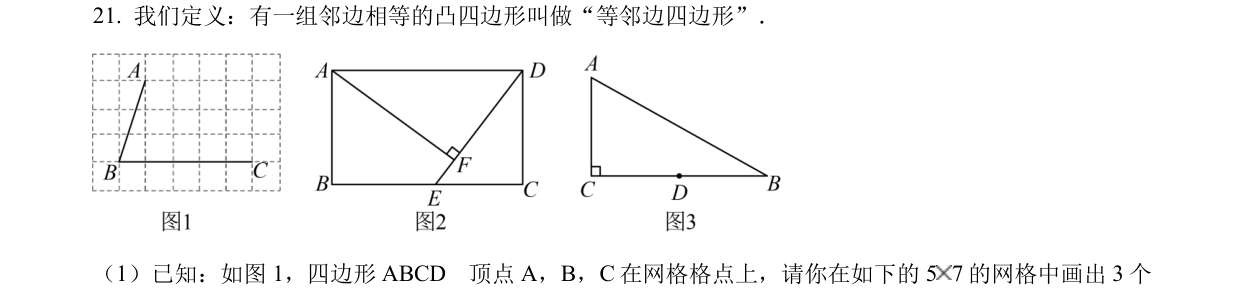 21. 我们定义：有一组邻边相等的凸四边形叫做“等邻边四边形”．
A
B
C
图1
A
D
F
B
E
C
图2
A
C
D
B
图3
（1）已知：如图 1，四边形 ABCD 顶点 A，B，C 在网格格点上，请你在如下的 5×7 的网格中画出 3 个